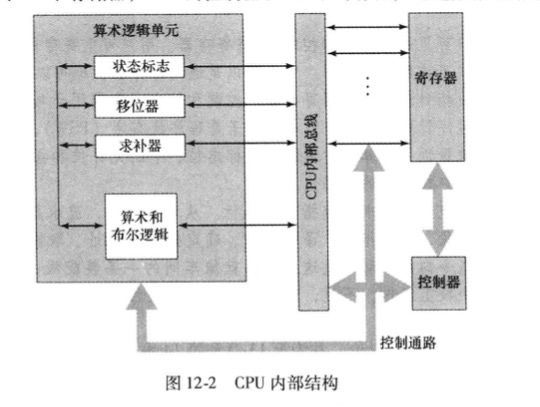 算术逻辑单元
状态标志
移位器
求补器
算术和
布尔逻辑
CPU内部总线
寄存器
控制器
控制通路
图 12-2 CPU 内部结构